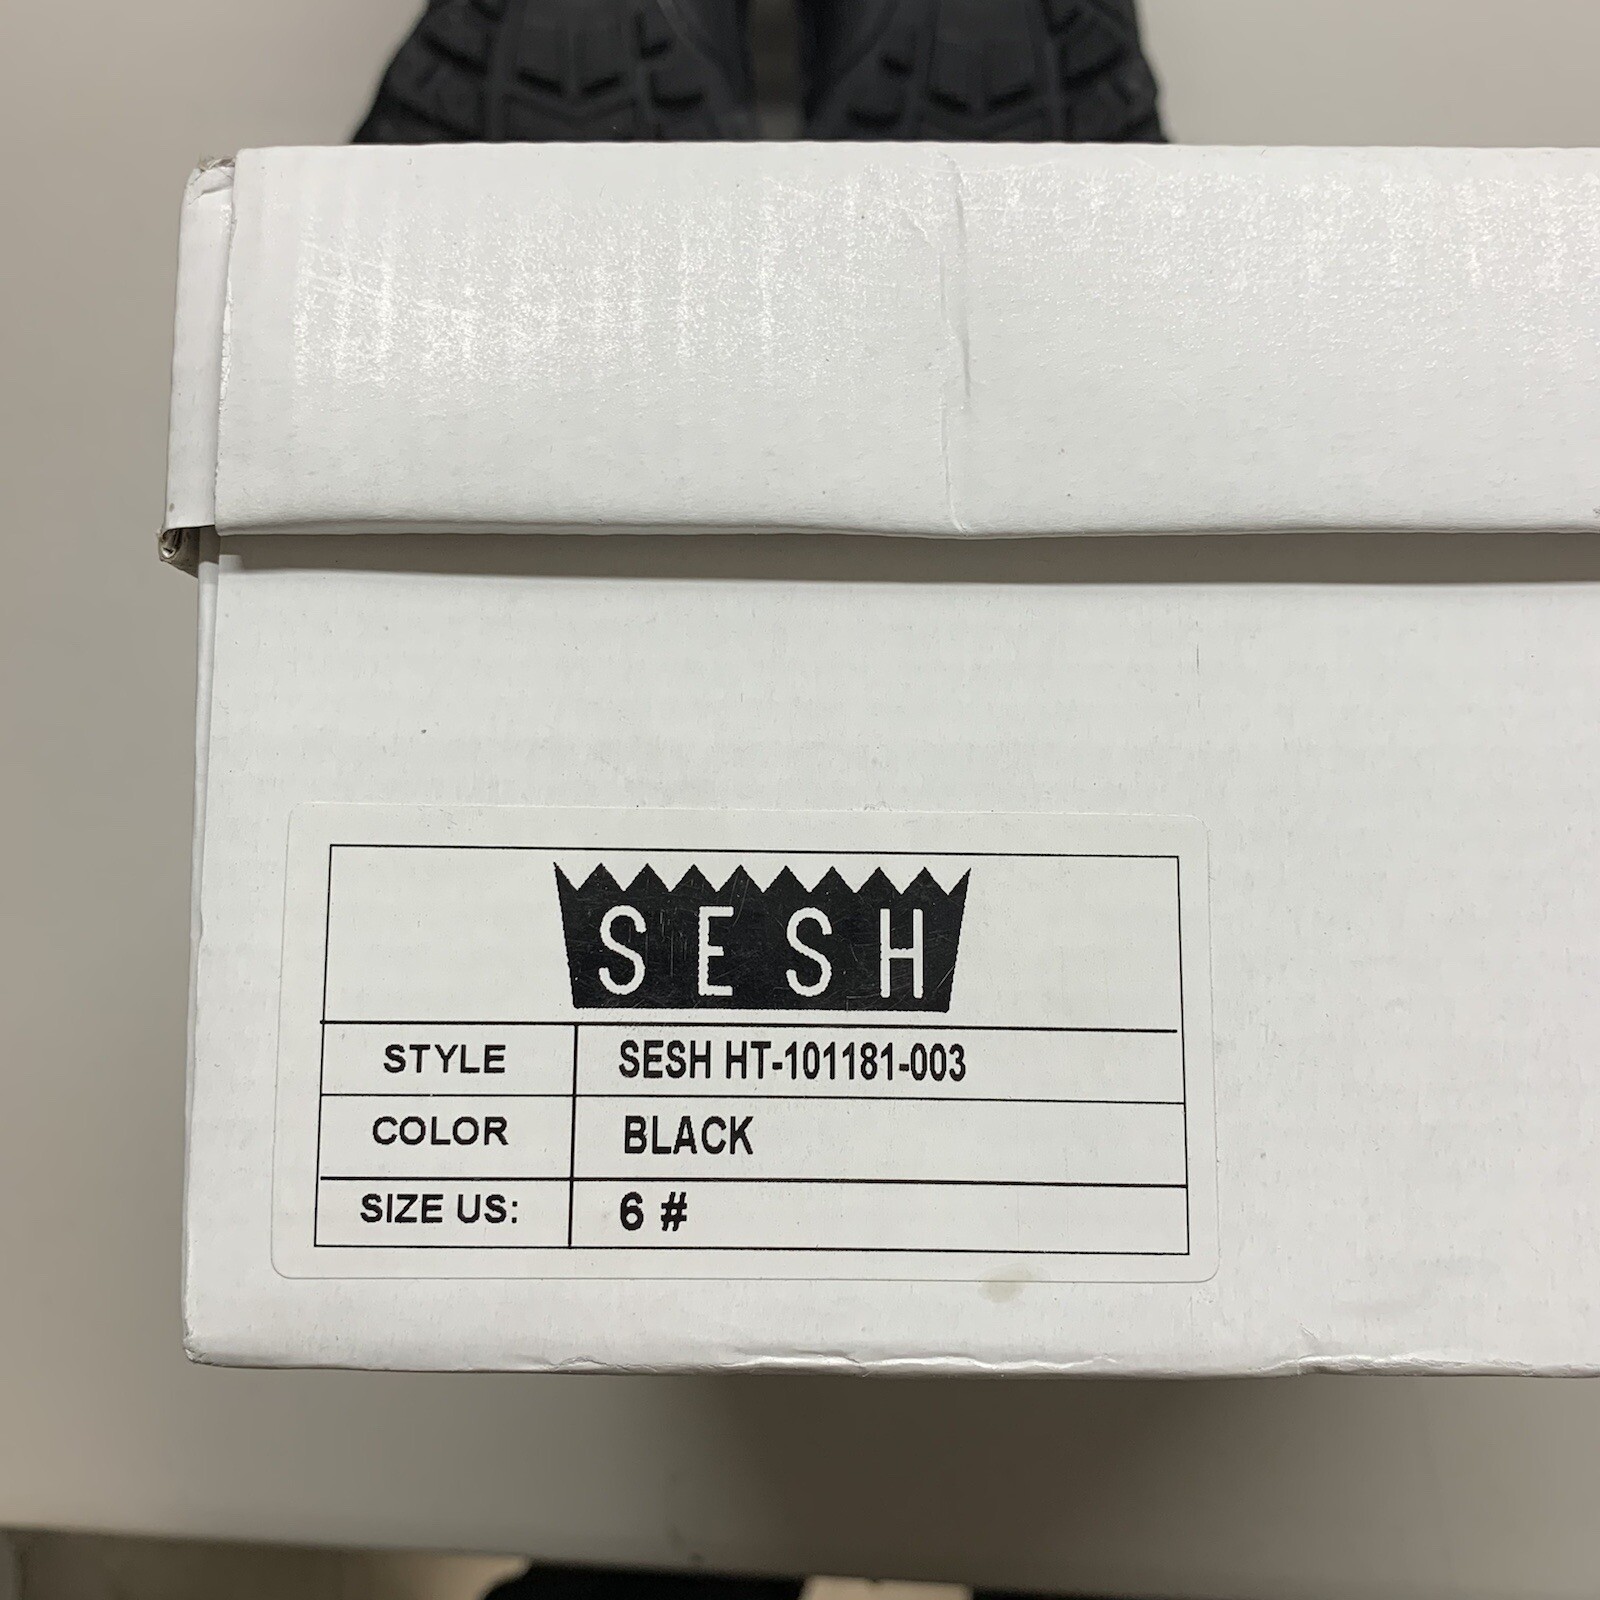 SESH
STYLE SESH HT-101181-003
COLOR BLACK
SIZE US: 6 #